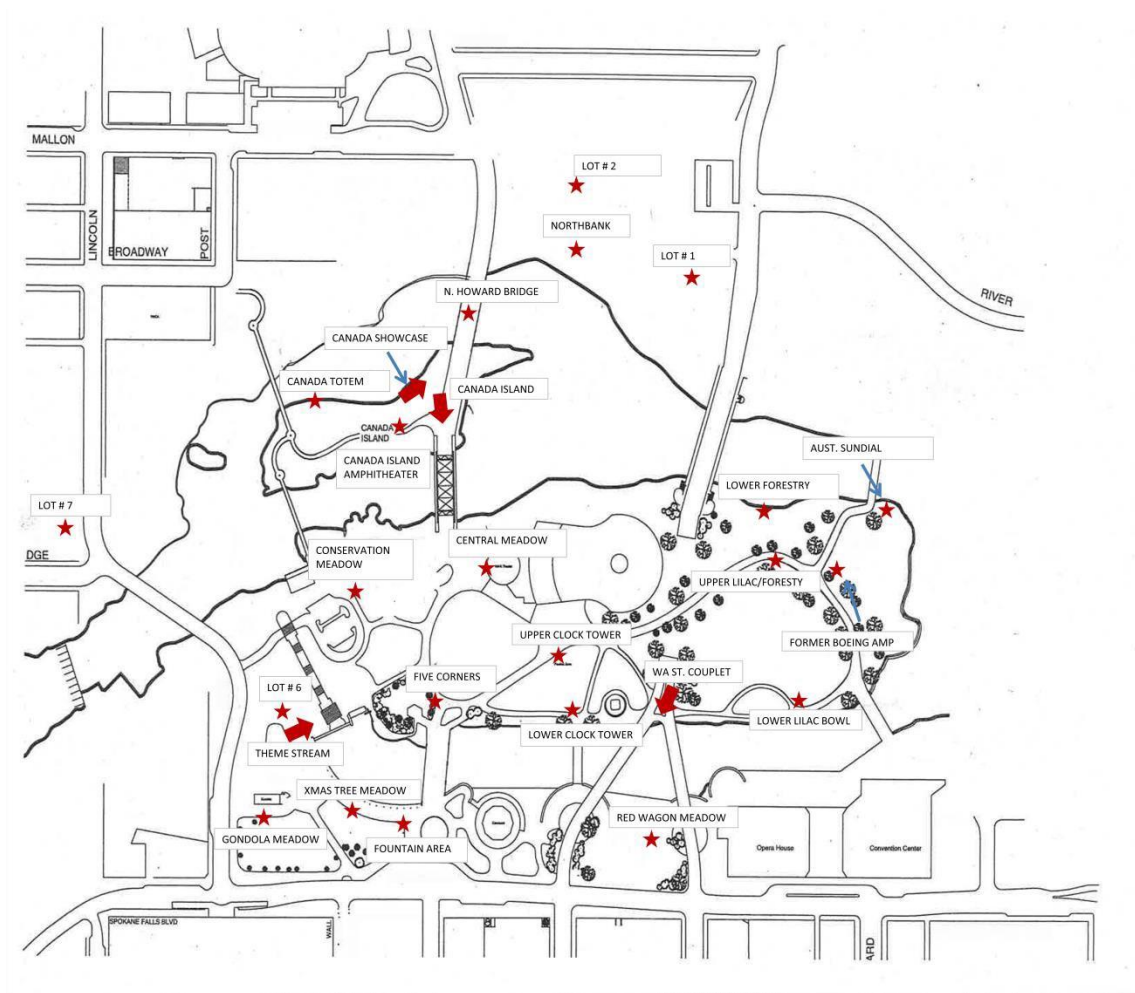 MALLON
LINCOLN
BROADWAY
POST
LOT # 2
NORTHBANK
LOT # 1
RIVER
N. HOWARD BRIDGE
CANADA SHOWCASE
CANADA TOTEM
CANADA ISLAND
CANADA
ISLAND
CANADA ISLAND
AMPHITHEATER
AUST. SUNDIAL
LOWER FORESTRY
LOT # 7
DGE
CONSERVATION
MEADOW
CENTRAL MEADOW
UPPER LILAC/FORESTY
UPPER CLOCK TOWER
FORMER BOEING AMP
FIVE CORNERS
WA ST. COUPLET
LOT # 6
THEME STREAM
LOWER CLOCK TOWER
LOWER LILAC BOWL
XMAS TREE MEADOW
GONDOLA MEADOW
FOUNTAIN AREA
RED WAGON MEADOW
Opera House
Convention Center
SPOKANE FALLS BLVD
WALL
ARD